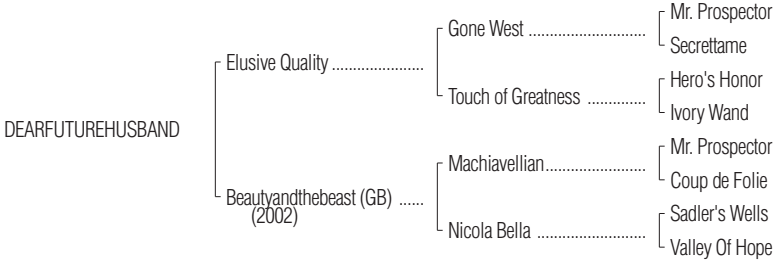 Mr. Prospector
Gone West ............................
Secrettame
Elusive Quality ......................
Hero's Honor
Touch of Greatness ..............
Ivory Wand
DEARFUTUREHUSBAND
Mr. Prospector
Machiavellian........................
Coup de Folie
Beautyandthebeast (GB) ......
(2002)
Sadler's Wells
Nicola Bella ..........................
Valley Of Hope